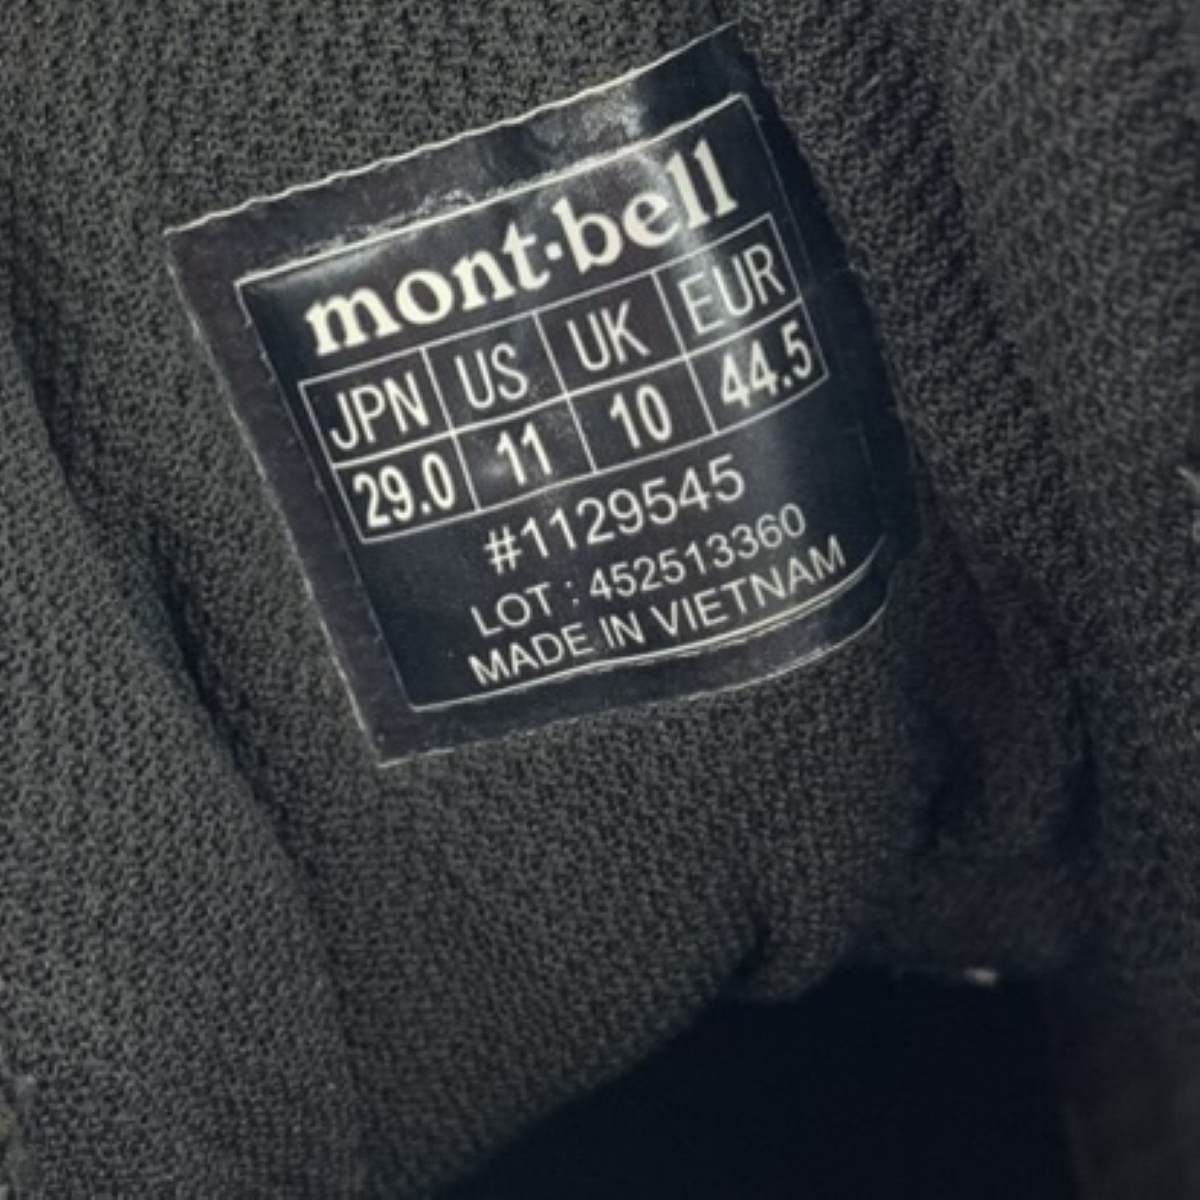 mont·bell
JPN US UK EUR
29.0 11 10 44.5
#1129545
LOT : 452513360
MADE IN VIETNAM